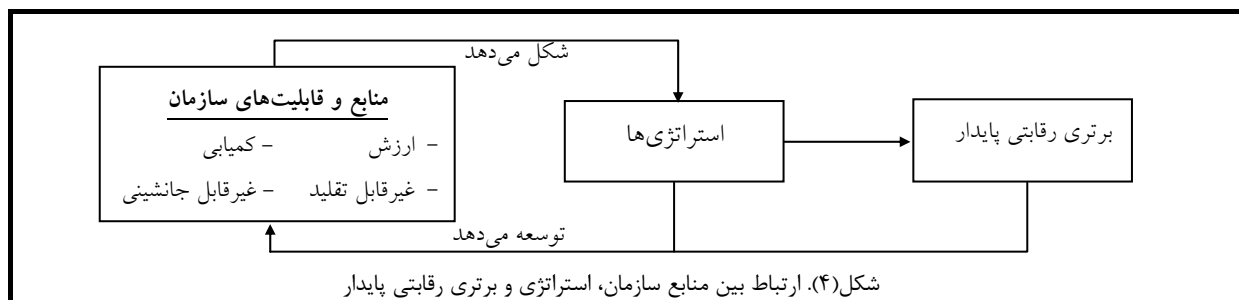 شکل می‌دهد
منابع و قابلیت‌های سازمان
- ارزش - کمیابی
- غیرقابل تقلید - غیرقابل جانشینی
استراتژی‌ها
برتری رقابتی پایدار
توسعه می‌دهد
شکل(۴). ارتباط بین منابع سازمان، استراتژی و برتری رقابتی پایدار